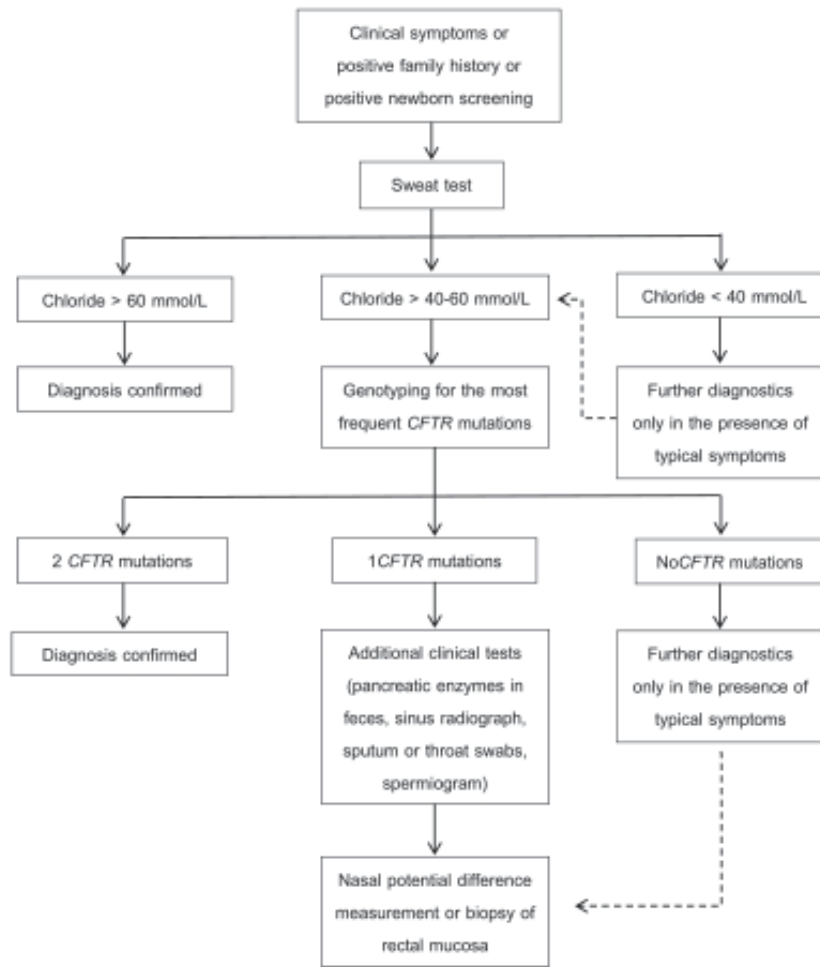 Clinical symptoms or
positive family history or
positive newborn screening
Sweat test
Chloride > 60 mmol/L
Chloride > 40-60 mmol/L
Chloride < 40 mmol/L
Diagnosis confirmed
Genotyping for the most
frequent CFTR mutations
Further diagnostics
only in the presence of
typical symptoms
2 CFTR mutations
1CFTR mutations
NoCFTR mutations
Diagnosis confirmed
Additional clinical tests
(pancreatic enzymes in
feces, sinus radiograph,
sputum or throat swabs,
spermiogram)
Further diagnostics
only in the presence of
typical symptoms
Nasal potential difference
measurement or biopsy of
rectal mucosa